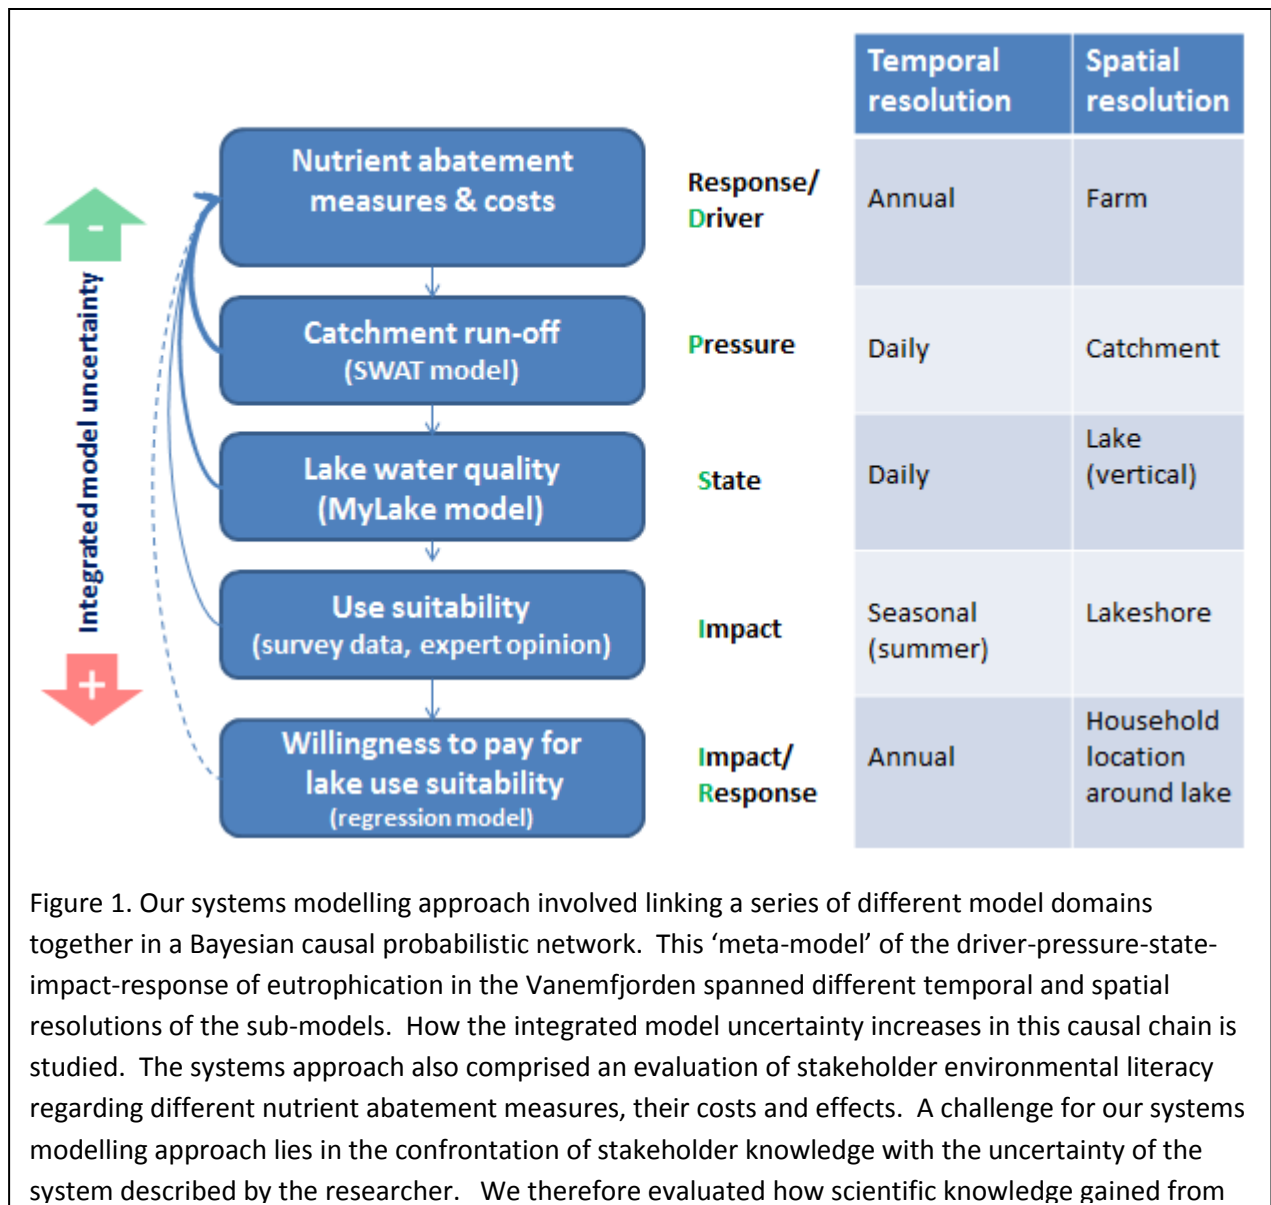 Temporal resolution
Spatial resolution
Nutrient abatement
measures & costs
Response/
Driver
Annual
Farm
-
Integrated model uncertainty
+
Catchment run-off
(SWAT model)
Pressure
Daily
Catchment
Lake water quality
(MyLake model)
State
Daily
Lake
(vertical)
Use suitability
(survey data, expert opinion)
Impact
Seasonal
(summer)
Lakeshore
Willingness to pay for
lake use suitability
(regression model)
Impact/
Response
Annual
Household
location
around lake
Figure 1. Our systems modelling approach involved linking a series of different model domains
together in a Bayesian causal probabilistic network.  This ‘meta-model’ of the driver-pressure-state-
impact-response of eutrophication in the Vanemfjorden spanned different temporal and spatial
resolutions of the sub-models.  How the integrated model uncertainty increases in this causal chain is
studied.  The systems approach also comprised an evaluation of stakeholder environmental literacy
regarding different nutrient abatement measures, their costs and effects.  A challenge for our systems
modelling approach lies in the confrontation of stakeholder knowledge with the uncertainty of the
system described by the researcher.   We therefore evaluated how scientific knowledge gained from